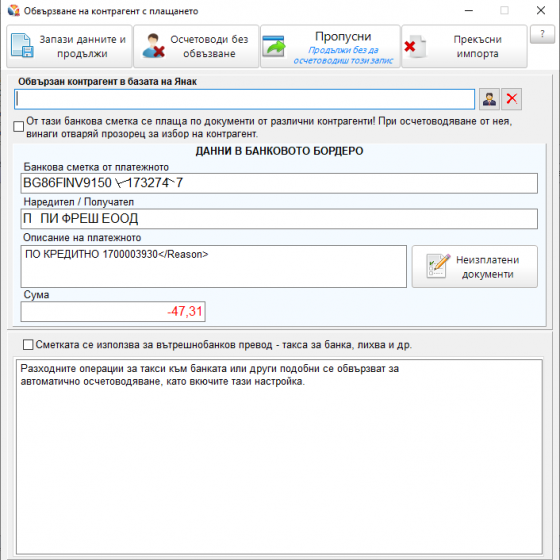 Обвързване на контрагент с плащането
Запази данните и
продължи
Осчетоводи без
обвъзване
Пропусни
Продължи без да
осчетоводиш този запис
Прекъсни
импорта
?
Обвързан контрагент в базата на Янак
От тази банкова сметка се плаща по документи от различни контрагенти! При осчетоводяване от нея,
винаги отваряй прозорец за избор на контрагент.
ДАННИ В БАНКОВОТО БОРДЕРО
Банкова сметка от платежното
BG86FINV9150 173274 7
Наредител / Получател
П ПИ ФРЕШ ЕООД
Описание на платежното
ПО КРЕДИТНО 1700003930</Reason>
Неизплатени
документи
Сума
-47,31
Сметката се използва за вътрешнобанков превод - такса за банка, лихва и др.
Разходните операции за такси към банката или други подобни се обвързват за
автоматично осчетоводяване, като вкючите тази настройка.